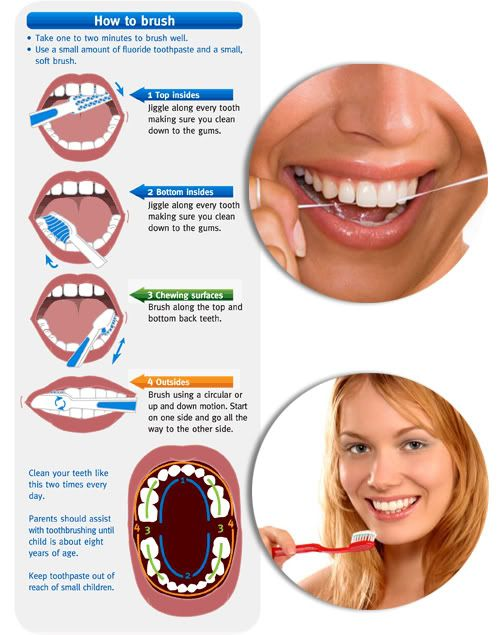 How to brush
• Take one to two minutes to brush well.
• Use a small amount of fluoride toothpaste and a small,
soft brush.
1 Top insides
Jiggle along every tooth
making sure you clean
down to the gums.
2 Bottom insides
Jiggle along every tooth
making sure you clean
down to the gums.
3 Chewing surfaces
Brush along the top and
bottom back teeth.
4 Outsides
Brush using a circular or
up and down motion. Start
on one side and go all the
way to the other side.
Clean your teeth like
this two times every
day.
Parents should assist
with toothbrushing until
child is about eight
years of age.
Keep toothpaste out of
reach of small children.
1
4 3 3 4
2